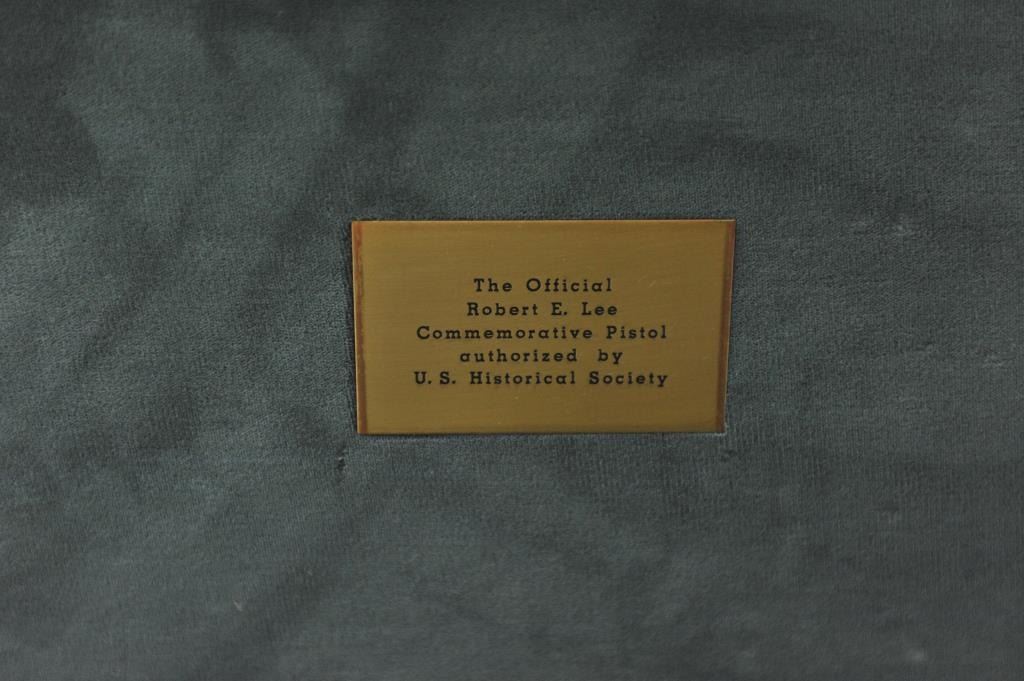 The Official
Robert E. Lee
Commemorative Pistol
authorized by
U.S. Historical Society